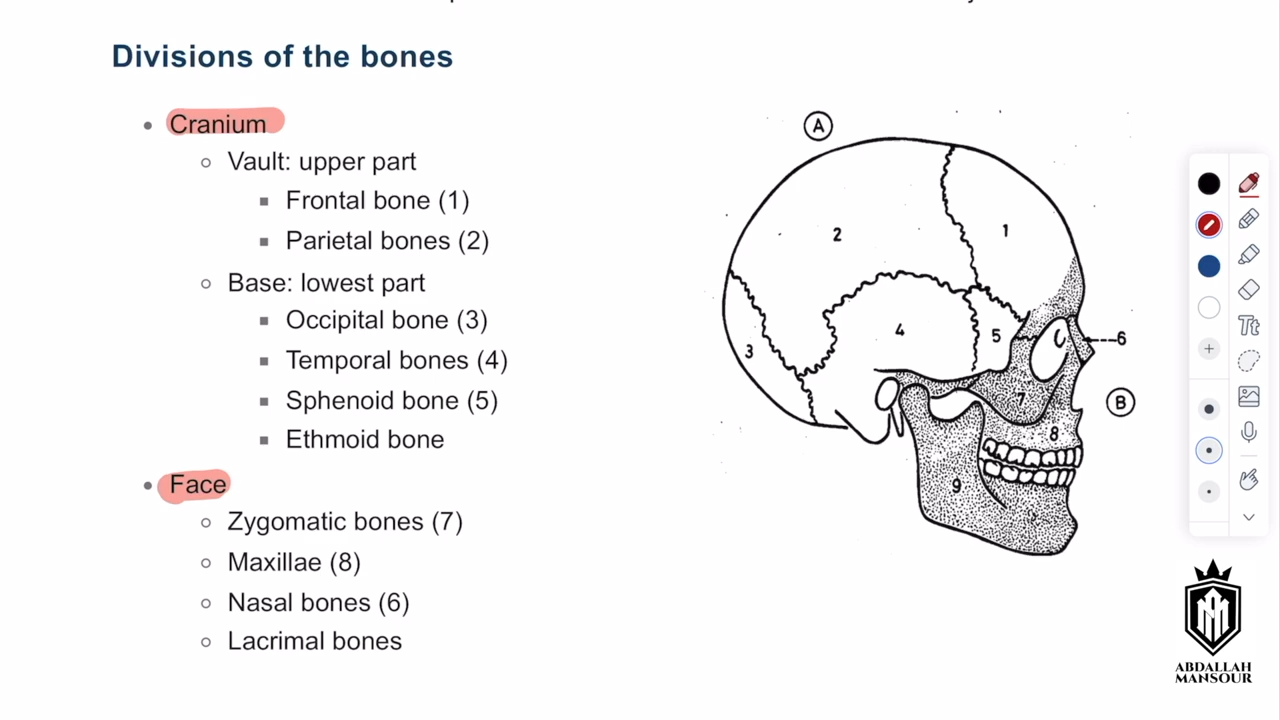 Divisions of the bones
Cranium
Vault: upper part
Frontal bone (1)
Parietal bones (2)
Base: lowest part
Occipital bone (3)
Temporal bones (4)
Sphenoid bone (5)
Ethmoid bone
Face
Zygomatic bones (7)
Maxillae (8)
Nasal bones (6)
Lacrimal bones
A
2
1
4
5
3
6
7
B
8
9
Tt
ABDALLAH
MANSOUR